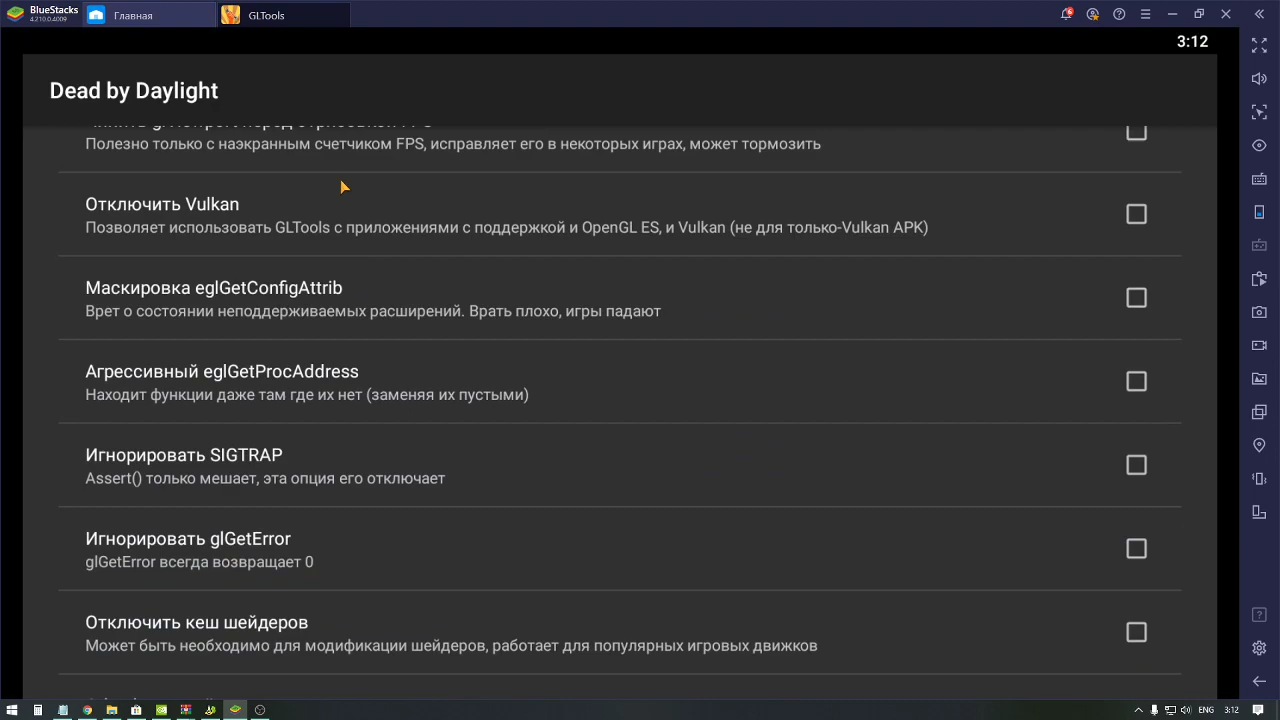 BlueStacks
4.210.0.4009
Главная
GLTools
6
3:12
Dead by Daylight
Полезно только с наэкранным счетчиком FPS, исправляет его в некоторых играх, может тормозить
Отключить Vulkan
Позволяет использовать GLTools с приложениями с поддержкой и OpenGL ES, и Vulkan (не для только-Vulkan APK)
Маскировка eglGetConfigAttrib
Врет о состоянии неподдерживаемых расширений. Врать плохо, игры падают
Агрессивный eglGetProcAddress
Находит функции даже там где их нет (заменяя их пустыми)
Игнорировать SIGTRAP
Assert() только мешает, эта опция его отключает
Игнорировать glGetError
glGetError всегда возвращает 0
Отключить кеш шейдеров
Может быть необходимо для модификации шейдеров, работает для популярных игровых движков
ENG
3:12